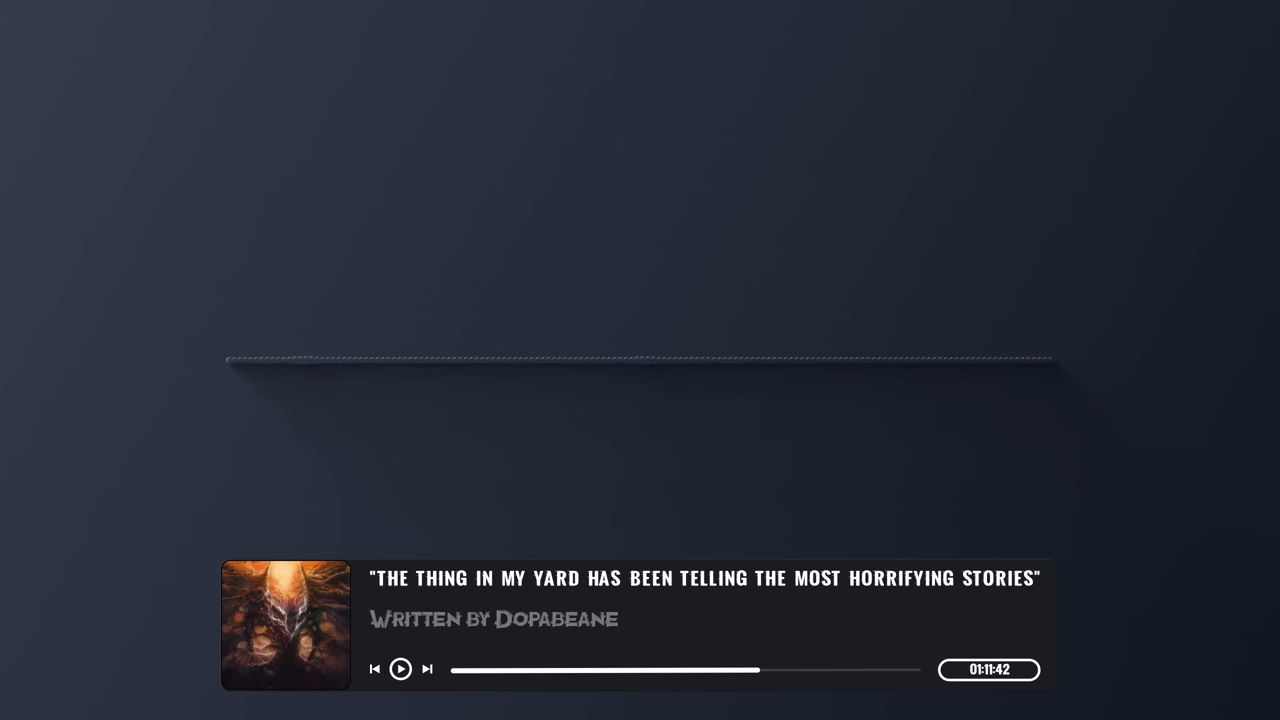 "THE THING IN MY YARD HAS BEEN TELLING THE MOST HORRIFYING STORIES"
WRITTEN BY DOPABEANE
01:11:42